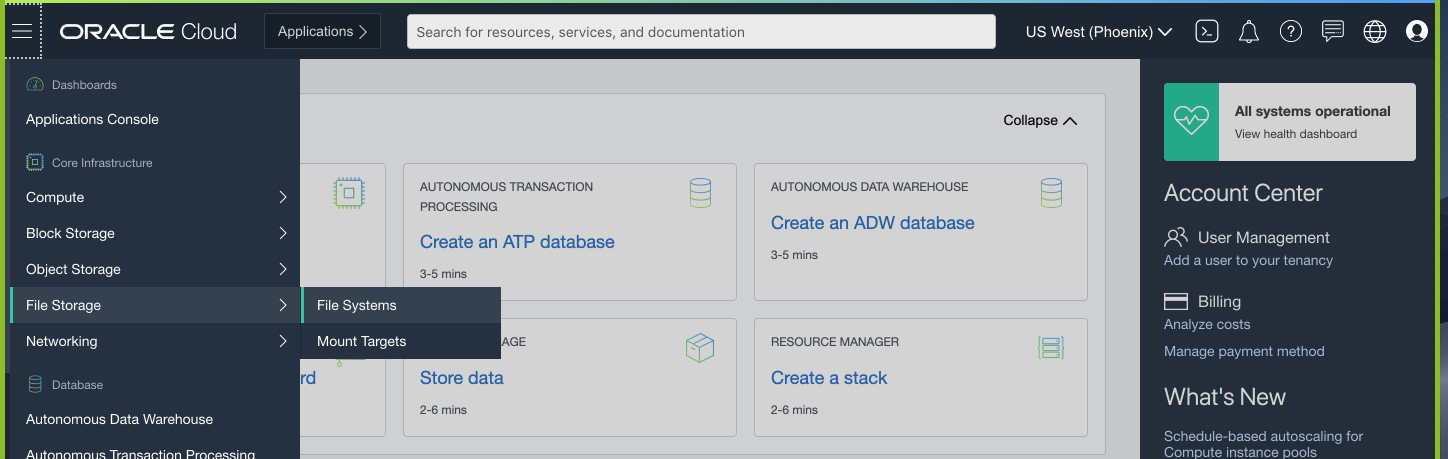 ORACLE Cloud
Applications
Search for resources, services, and documentation
US West (Phoenix)
Dashboards
Applications Console
Core Infrastructure
Compute
Block Storage
Object Storage
File Storage
Networking
Database
Autonomous Data Warehouse
Autonomous Transaction Processing
File Systems
Mount Targets
Collapse
AUTONOMOUS TRANSACTION
PROCESSING
Create an ATP database
3-5 mins
AUTONOMOUS DATA WAREHOUSE
Create an ADW database
3-5 mins
rd
AGE
Store data
2-6 mins
RESOURCE MANAGER
Create a stack
2-6 mins
All systems operational
View health dashboard
Account Center
User Management
Add a user to your tenancy
Billing
Analyze costs
Manage payment method
What's New
Schedule-based autoscaling for
Compute instance pools